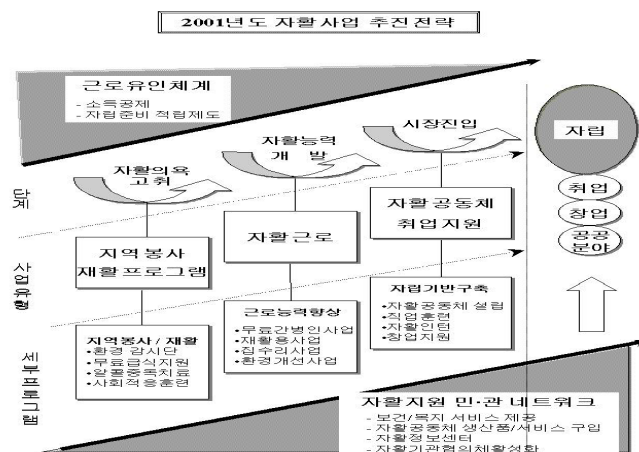 2001년도 자활사업 추진전략
근로유인체계
- 소득공제
- 자립준비 적립제도
자활의욕
고취
자활능력
개 발
시장진입
자립
취업
창업
공공
분야
단계
지역봉사
재활프로그램
자활근로
자활공동체
취업지원
사업유형
지역봉사 / 재활
•환경 감시단
•무료급식지원
•알콜중독치료
•사회적응훈련
근로능력향상
•무료간병인사업
•재활용사업
•집수리사업
•환경개선사업
자립기반구축
•자활공동체 설립
•직업훈련
•자활인턴
•창업지원
세부프로그램
자활지원 민·관 네트워크
- 보건/복지 서비스 제공
- 자활공동체 생산품/서비스 구입
- 자활정보센터
- 자활기관협의체활성화